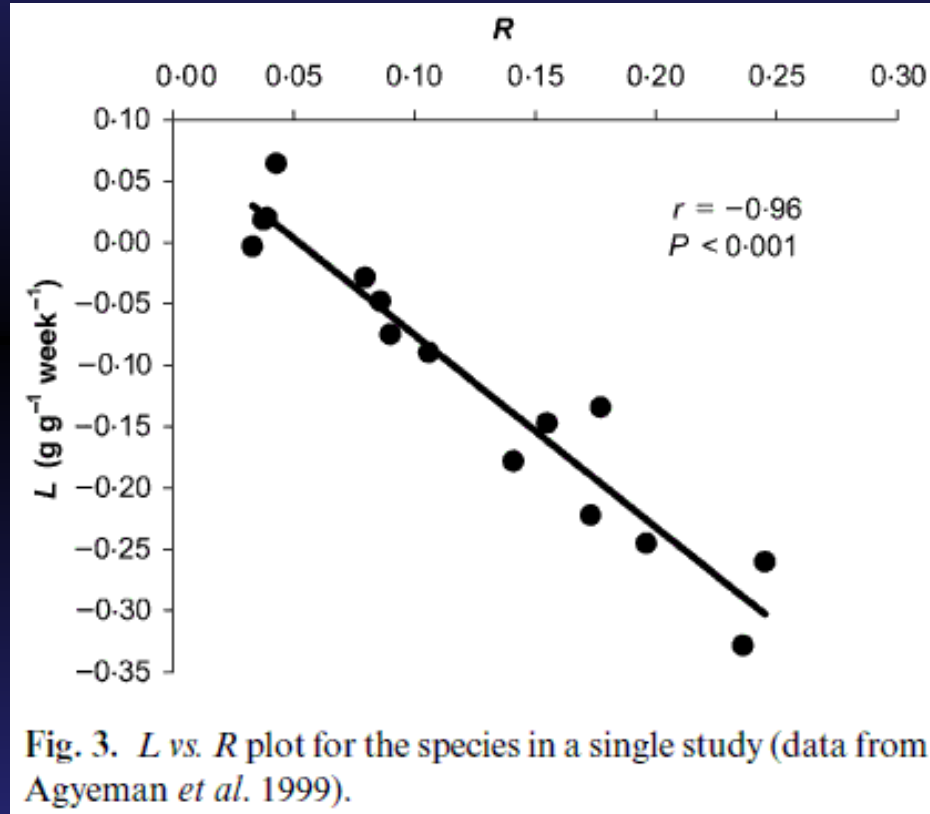 R
0·00 0·05 0·10 0·15 0·20 0·25 0·30
0·10
0·05
0·00
−0·05
−0·10
−0·15
−0·20
−0·25
−0·30
−0·35
L (g g⁻¹ week⁻¹)
r = −0·96
P <0·001
Fig. 3. L vs. R plot for the species in a single study (data from
Agyeman et al. 1999).